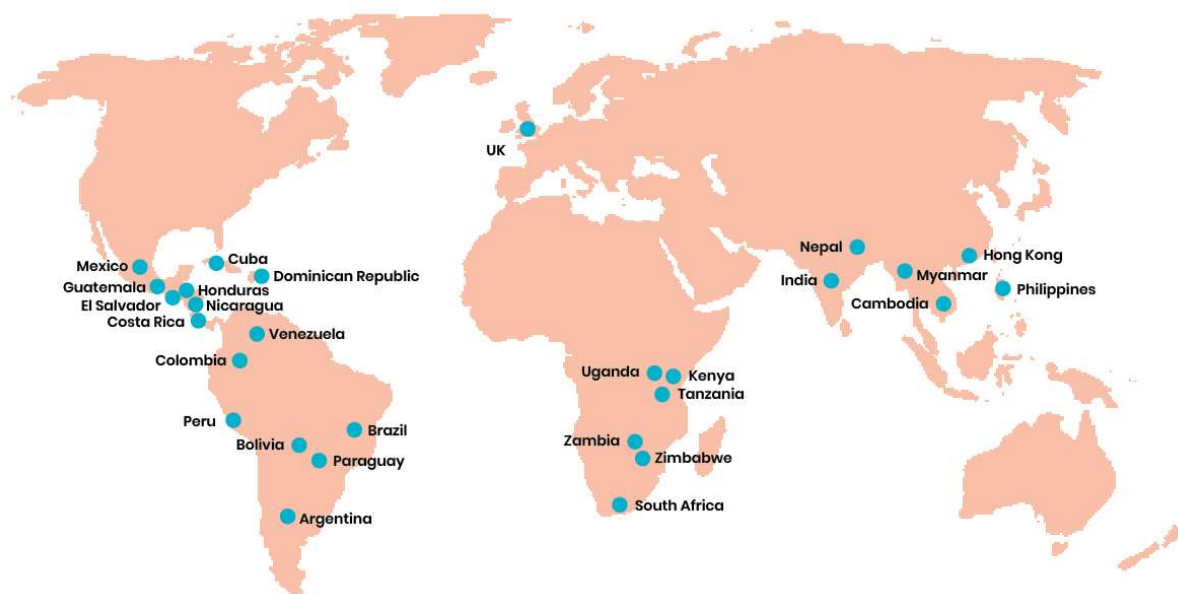 UK
Cuba
Mexico
Dominican Republic
Guatemala
Honduras
El Salvador
Nicaragua
Costa Rica
Venezuela
Colombia
Peru
Brazil
Bolivia
Paraguay
Argentina
Uganda
Kenya
Tanzania
Zambia
Zimbabwe
South Africa
Nepal
Hong Kong
Myanmar
India
Philippines
Cambodia